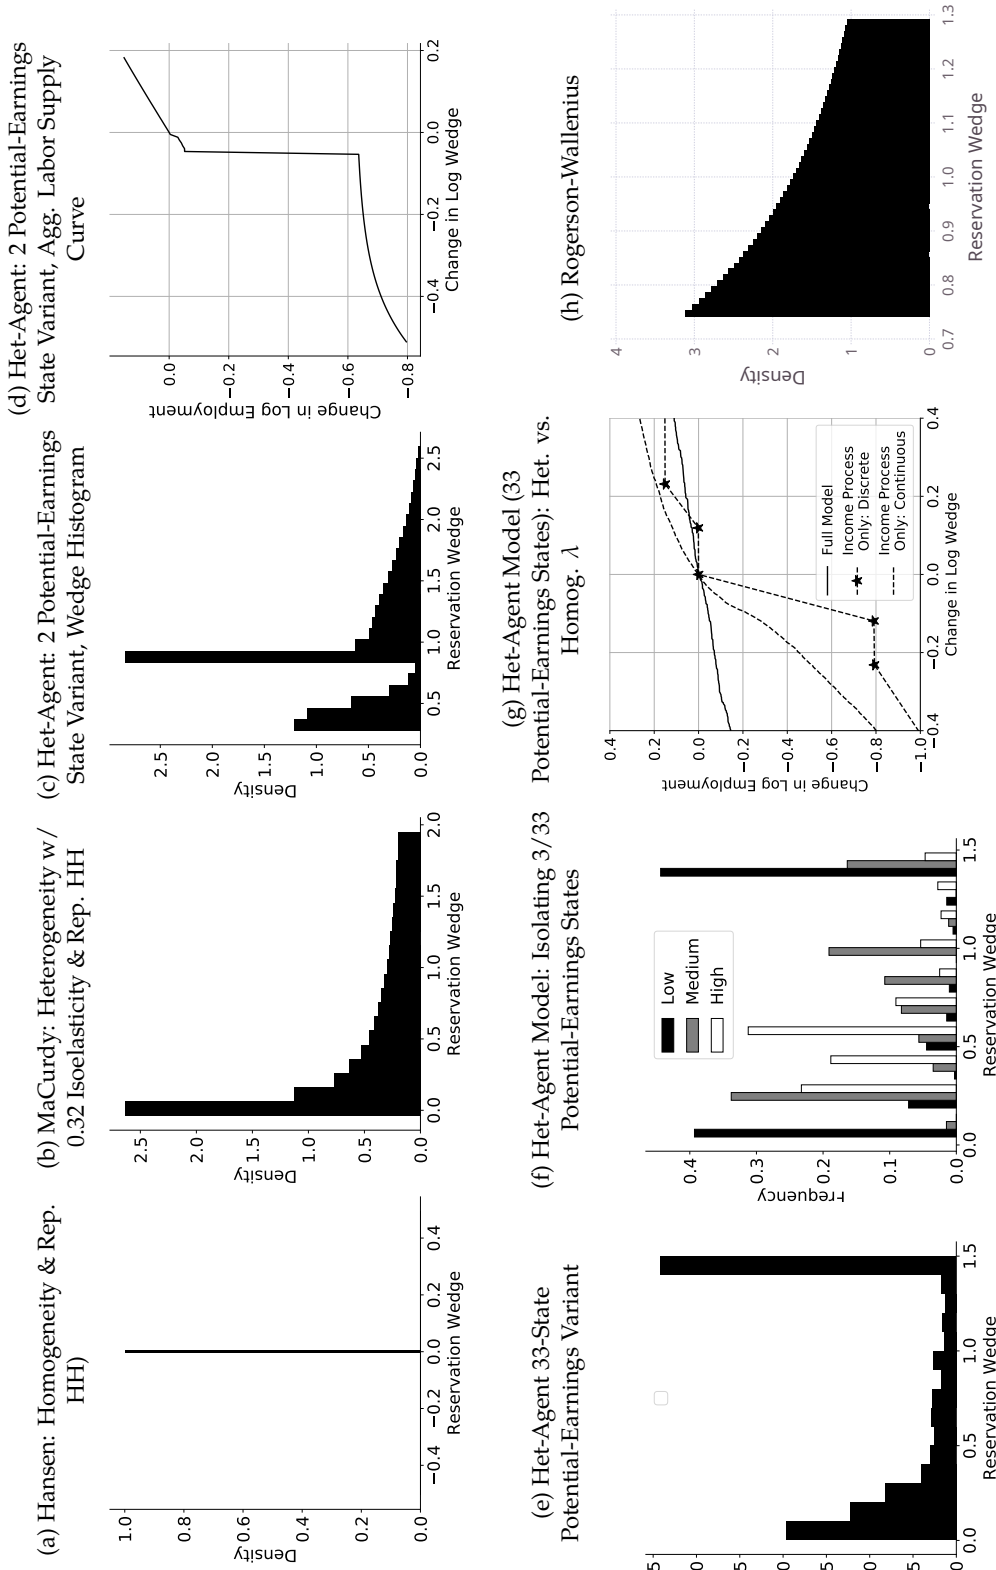 (a) Hansen: Homogeneity & Rep.
HH)
Density
1.0
0.8
0.6
0.4
0.2
0.0
−0.4
−0.2
0.0
0.2
0.4
Reservation Wedge
(b) MaCurdy: Heterogeneity w/
0.32 Isoelasticity & Rep. HH
Density
2.5
2.0
1.5
1.0
0.5
0.0
0.0
0.5
1.0
1.5
2.0
Reservation Wedge
(c) Het-Agent: 2 Potential-Earnings
State Variant, Wedge Histogram
Density
2.5
2.0
1.5
1.0
0.5
0.0
0.5
1.0
1.5
2.0
2.5
Reservation Wedge
(d) Het-Agent: 2 Potential-Earnings
State Variant, Agg. Labor Supply
Curve
Change in Log Employment
0.0
−0.2
−0.4
−0.6
−0.8
−0.4
−0.2
0.0
0.2
Change in Log Wedge
(e) Het-Agent 33-State
Potential-Earnings Variant
5
0
5
0
5
0
5
0
0.0
0.5
1.0
1.5
Reservation Wedge
(f) Het-Agent Model: Isolating 3/33
Potential-Earnings States
Frequency
0.4
0.3
0.2
0.1
0.0
Low
Medium
High
0.0
0.5
1.0
1.5
Reservation Wedge
(g) Het-Agent Model (33
Potential-Earnings States): Het. vs.
Homog. λ
Change in Log Employment
0.4
0.2
0.0
−0.2
−0.4
−0.6
−0.8
−1.0
Full Model
Income Process
Only: Discrete
Income Process
Only: Continuous
−0.4
−0.2
0.0
0.2
0.4
Change in Log Wedge
(h) Rogerson-Wallenius
Density
4
3
2
1
0
0.7
0.8
0.9
1.0
1.1
1.2
1.3
Reservation Wedge